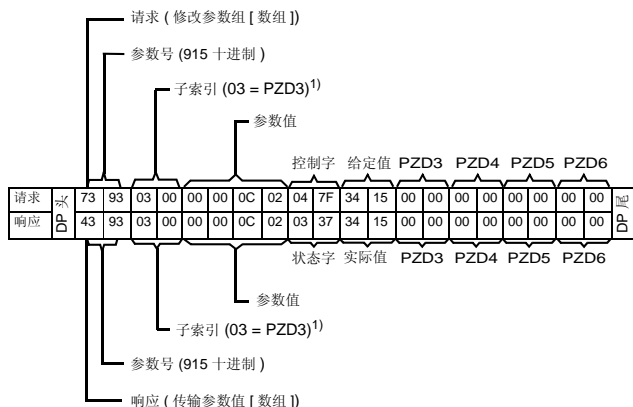 请求 ( 修改参数组 [ 数组 ])
参数号 (915 十进制 )
子索引 (03 = PZD3)1)
参数值
控制字 给定值 PZD3 PZD4 PZD5 PZD6
请求 DP 头 73 93 03 00 00 00 0C 02 04 7F 34 15 00 00 00 00 00 00 00 00 DP 尾
响应 43 93 03 00 00 00 0C 02 03 37 34 15 00 00 00 00 00 00 00 00
状态字 实际值 PZD3 PZD4 PZD5 PZD6
参数值
子索引 (03 = PZD3)1)
参数号 (915 十进制 )
响应 ( 传输参数值 [ 数组 ])